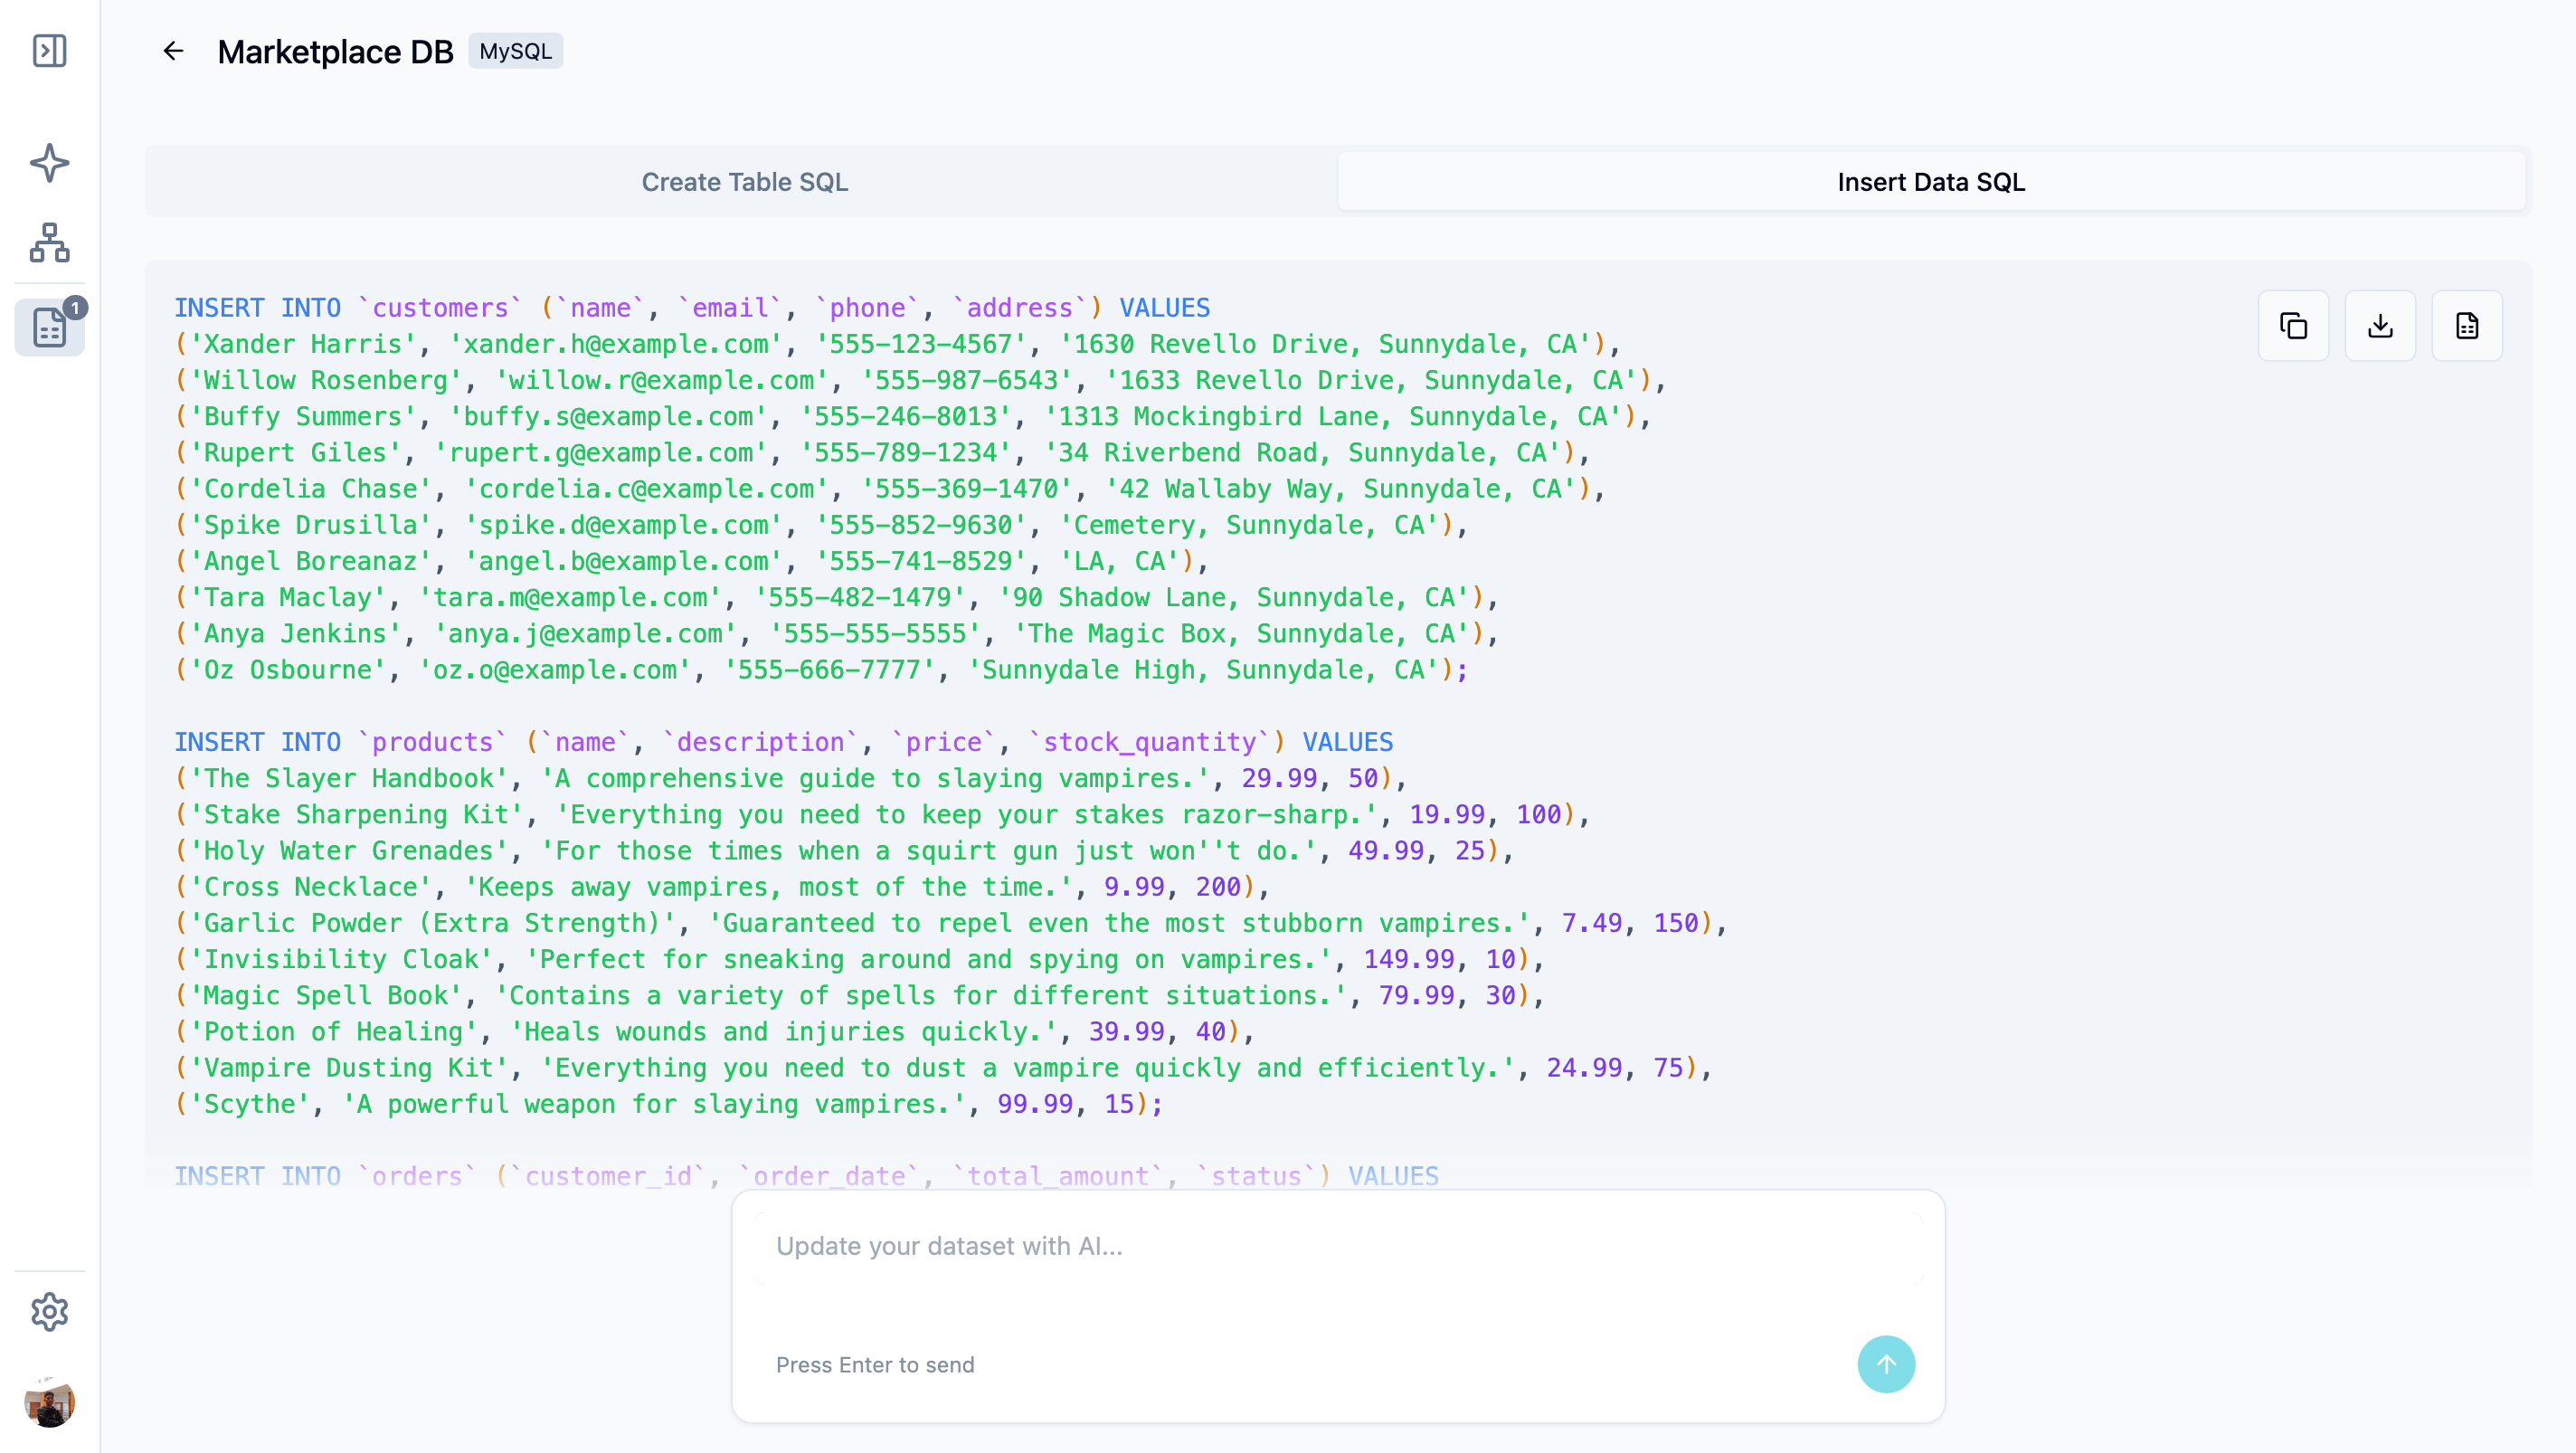 Marketplace DB MySQL
Create Table SQL
Insert Data SQL
1
INSERT INTO `customers` (`name`, `email`, `phone`, `address`) VALUES
('Xander Harris', 'xander.h@example.com', '555-123-4567', '1630 Revello Drive, Sunnydale, CA'),
('Willow Rosenberg', 'willow.r@example.com', '555-987-6543', '1633 Revello Drive, Sunnydale, CA'),
('Buffy Summers', 'buffy.s@example.com', '555-246-8013', '1313 Mockingbird Lane, Sunnydale, CA'),
('Rupert Giles', 'rupert.g@example.com', '555-789-1234', '34 Riverbend Road, Sunnydale, CA'),
('Cordelia Chase', 'cordelia.c@example.com', '555-369-1470', '42 Wallaby Way, Sunnydale, CA'),
('Spike Drusilla', 'spike.d@example.com', '555-852-9630', 'Cemetery, Sunnydale, CA'),
('Angel Boreanaz', 'angel.b@example.com', '555-741-8529', 'LA, CA'),
('Tara Maclay', 'tara.m@example.com', '555-482-1479', '90 Shadow Lane, Sunnydale, CA'),
('Anya Jenkins', 'anya.j@example.com', '555-555-5555', 'The Magic Box, Sunnydale, CA'),
('Oz Osbourne', 'oz.o@example.com', '555-666-7777', 'Sunnydale High, Sunnydale, CA');
INSERT INTO `products` (`name`, `description`, `price`, `stock_quantity`) VALUES
('The Slayer Handbook', 'A comprehensive guide to slaying vampires.', 29.99, 50),
('Stake Sharpening Kit', 'Everything you need to keep your stakes razor-sharp.', 19.99, 100),
('Holy Water Grenades', 'For those times when a squirt gun just won''t do.', 49.99, 25),
('Cross Necklace', 'Keeps away vampires, most of the time.', 9.99, 200),
('Garlic Powder (Extra Strength)', 'Guaranteed to repel even the most stubborn vampires.', 7.49, 150),
('Invisibility Cloak', 'Perfect for sneaking around and spying on vampires.', 149.99, 10),
('Magic Spell Book', 'Contains a variety of spells for different situations.', 79.99, 30),
('Potion of Healing', 'Heals wounds and injuries quickly.', 39.99, 40),
('Vampire Dusting Kit', 'Everything you need to dust a vampire quickly and efficiently.', 24.99, 75),
('Scythe', 'A powerful weapon for slaying vampires.', 99.99, 15);
INSERT INTO `orders` (`customer_id`, `order_date`, `total_amount`, `status`) VALUES
Update your dataset with AI...
Press Enter to send